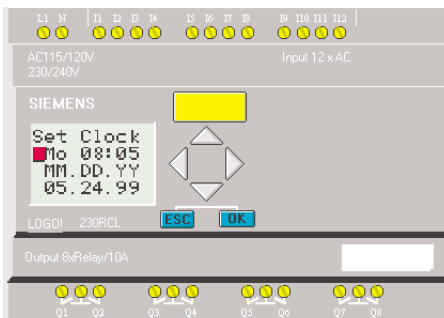 L1 N I1 I2 I3 I4 I5 I6 I7 I8 I9 I10 I11 I12
AC115/120V Input 12 x AC
230/240V
SIEMENS
Set Clock
Mo 08:05
MM.DD.YY
05.24.99
ESC OK
LOGO! 230RCL
Output 8xRelay/10A
Q1 Q2 Q3 Q4 Q5 Q6 Q7 Q8